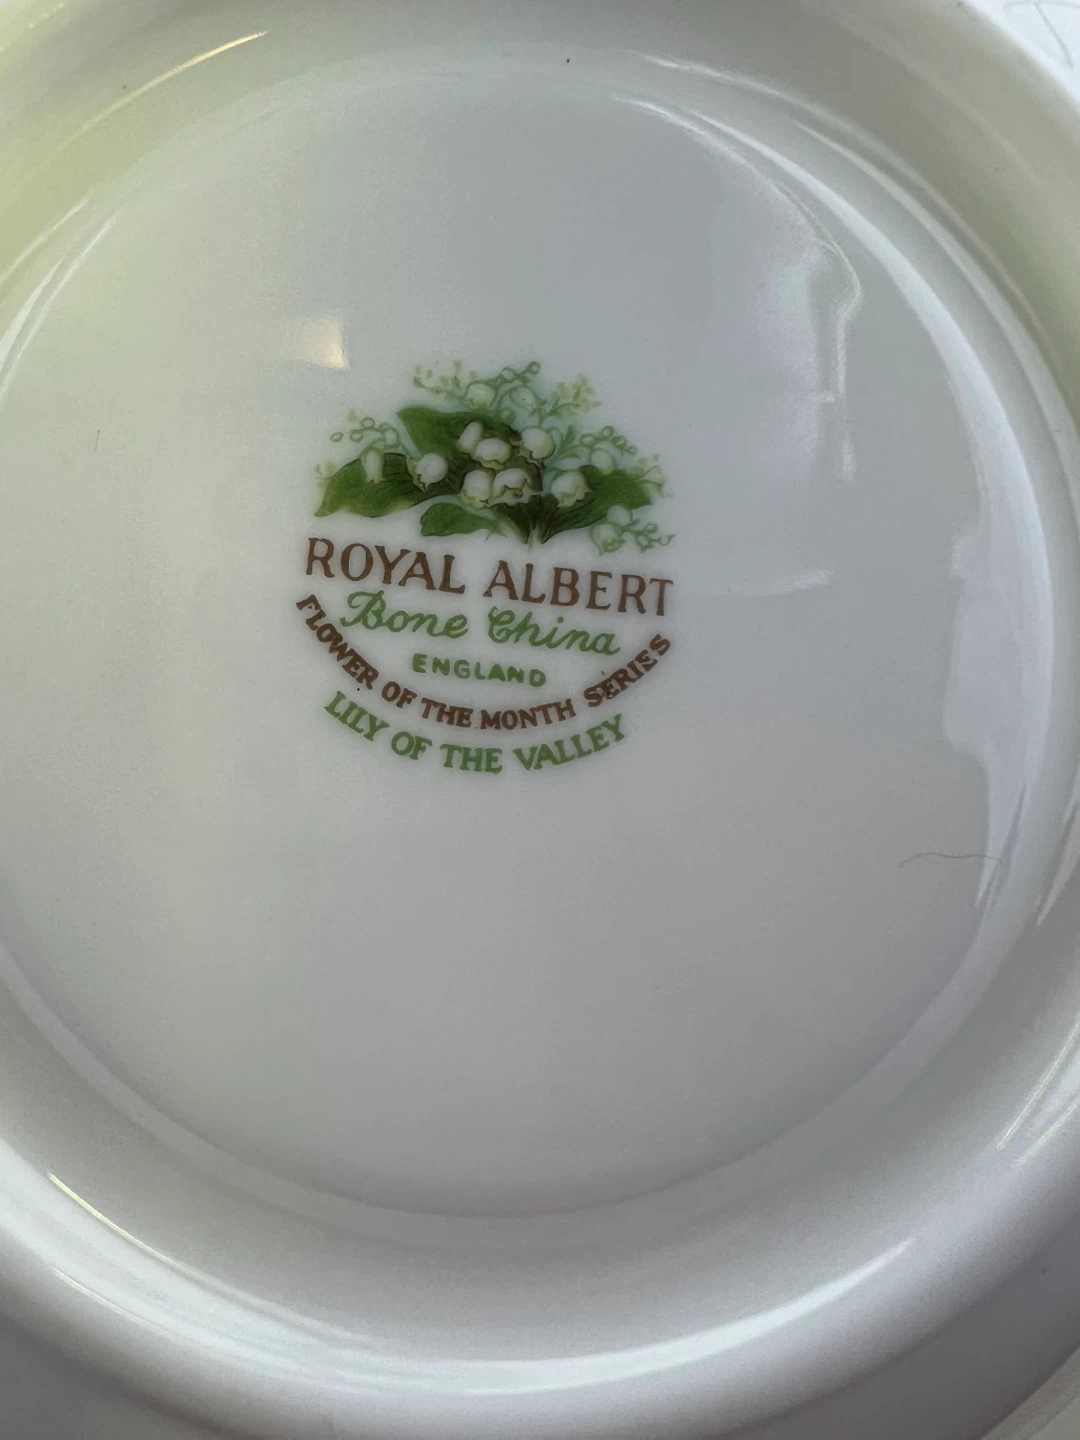 ROYAL ALBERT
Bone China
ENGLAND
FLOWER OF THE MONTH SERIES
LILY OF THE VALLEY